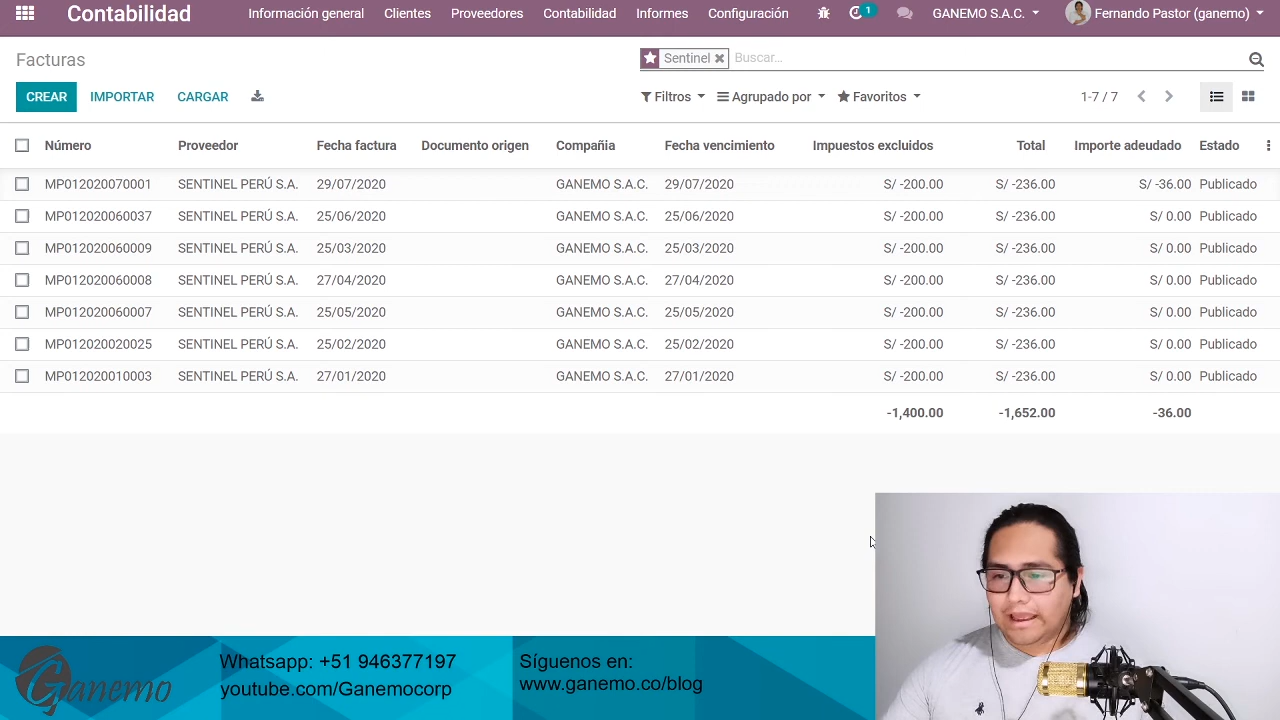 Contabilidad Información general Clientes Proveedores Contabilidad Informes Configuración 1 GANEMO S.A.C. Fernando Pastor (ganemo)
Facturas Sentinel Buscar...
CREAR IMPORTAR CARGAR Filtros Agrupado por Favoritos 1-7 / 7
Número Proveedor Fecha factura Documento origen Compañia Fecha vencimiento Impuestos excluidos Total Importe adeudado Estado
MP012020070001 SENTINEL PERÚ S.A. 29/07/2020 GANEMO S.A.C. 29/07/2020 S/ -200.00 S/ -236.00 S/ -36.00 Publicado
MP012020060037 SENTINEL PERÚ S.A. 25/06/2020 GANEMO S.A.C. 25/06/2020 S/ -200.00 S/ -236.00 S/ 0.00 Publicado
MP012020060009 SENTINEL PERÚ S.A. 25/03/2020 GANEMO S.A.C. 25/03/2020 S/ -200.00 S/ -236.00 S/ 0.00 Publicado
MP012020060008 SENTINEL PERÚ S.A. 27/04/2020 GANEMO S.A.C. 27/04/2020 S/ -200.00 S/ -236.00 S/ 0.00 Publicado
MP012020060007 SENTINEL PERÚ S.A. 25/05/2020 GANEMO S.A.C. 25/05/2020 S/ -200.00 S/ -236.00 S/ 0.00 Publicado
MP012020020025 SENTINEL PERÚ S.A. 25/02/2020 GANEMO S.A.C. 25/02/2020 S/ -200.00 S/ -236.00 S/ 0.00 Publicado
MP012020010003 SENTINEL PERÚ S.A. 27/01/2020 GANEMO S.A.C. 27/01/2020 S/ -200.00 S/ -236.00 S/ 0.00 Publicado
-1,400.00 -1,652.00 -36.00
Ganemo
Whatsapp: +51 946377197
youtube.com/Ganemocorp
Síguenos en:
www.ganemo.co/blog